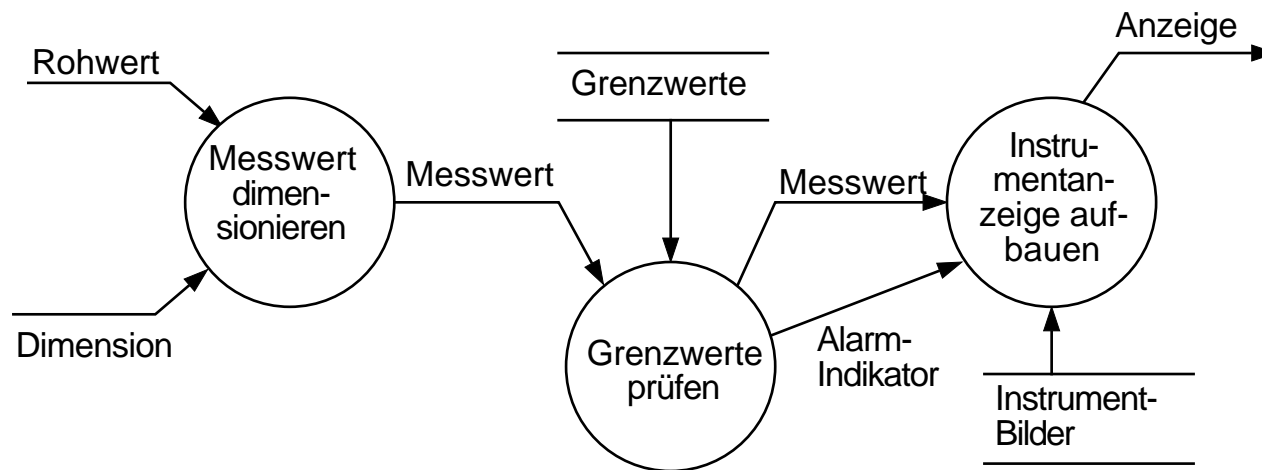 Anzeige
Rohwert
Grenzwerte
Messwert
dimen-
sionieren
Messwert
Messwert
Instru-
mentan-
zeige auf-
bauen
Dimension
Grenzwerte
prüfen
Alarm-
Indikator
Instrument-
Bilder